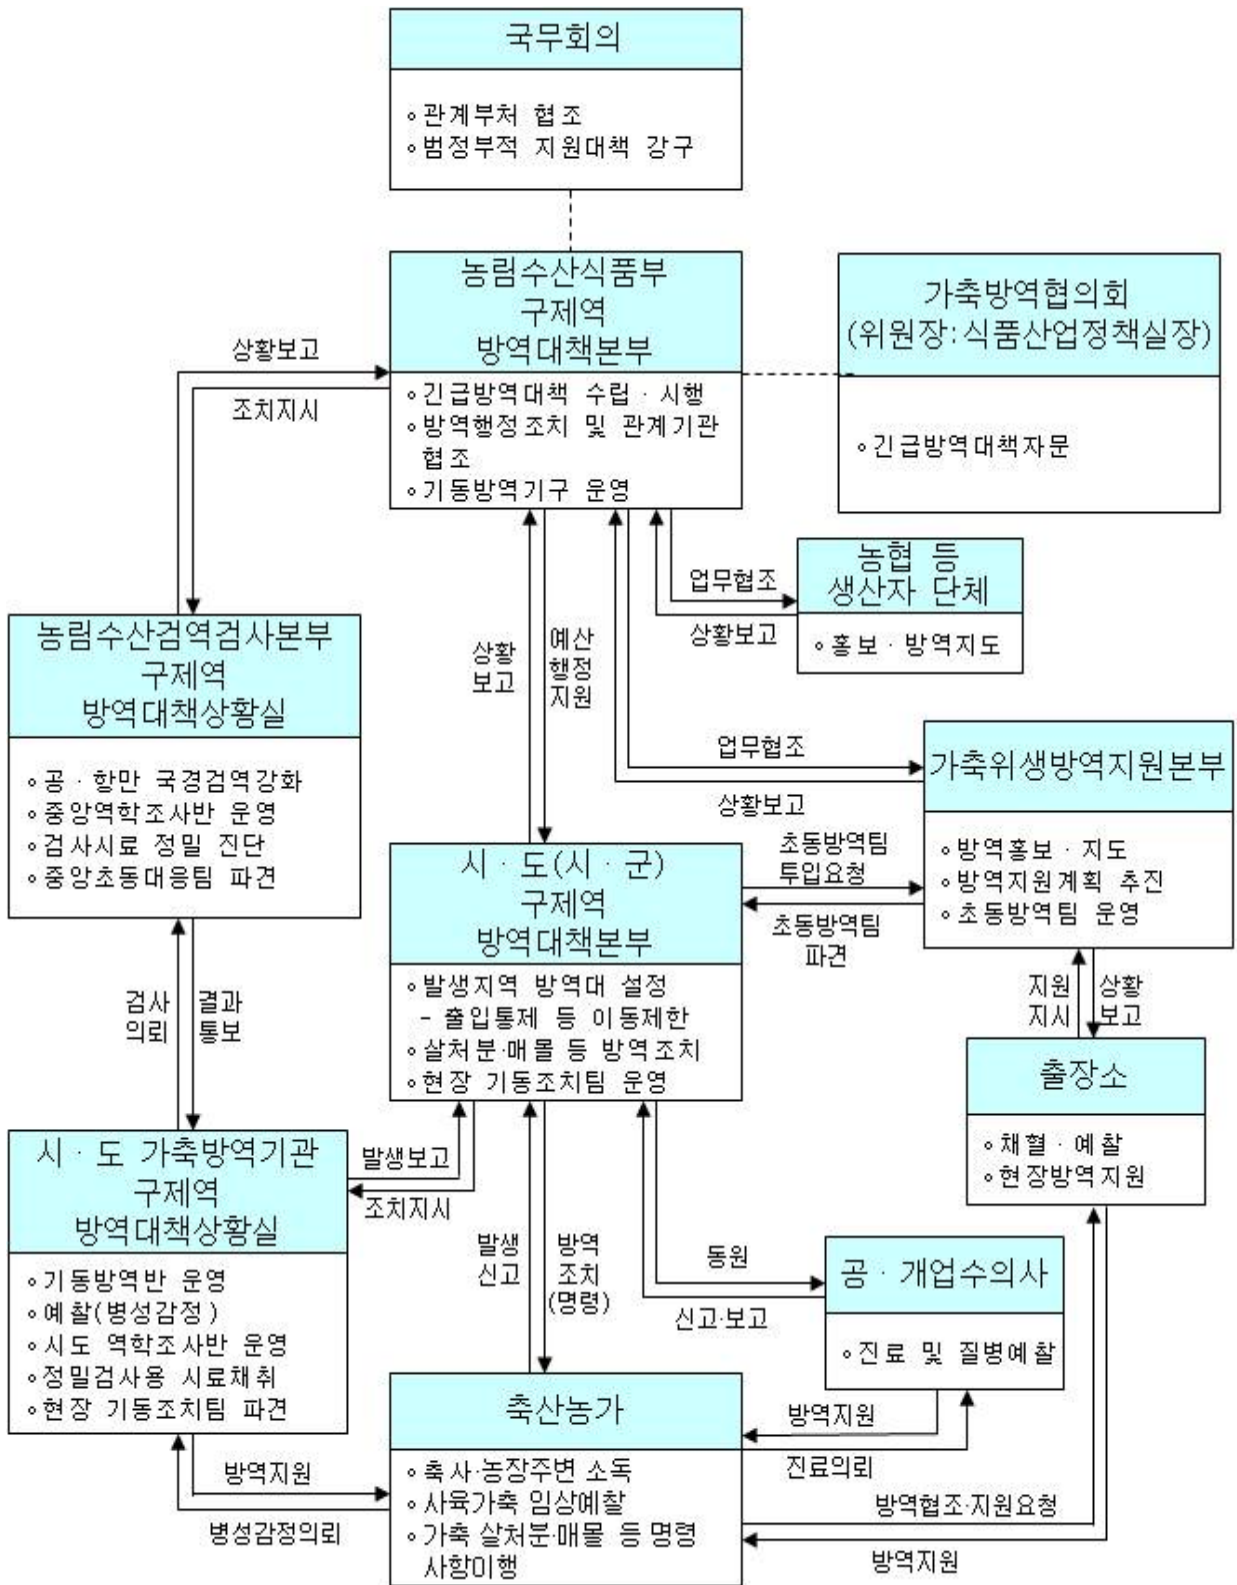 국무회의
∘관계부처 협조
∘범정부적 지원대책 강구
농림수산식품부
구제역
방역대책본부
∘긴급방역대책 수립 · 시행
∘방역행정조치 및 관계기관
협조
∘기동방역기구 운영
가축방역협의회
(위원장:식품산업정책실장)
∘긴급방역대책자문
상황보고
조치지시
농협 등
생산자 단체
∘홍보 · 방역지도
업무협조
상황보고
농림수산검역검사본부
구제역
방역대책상황실
∘공 · 항만 국경검역강화
∘중앙역학조사반 운영
∘검사시료 정밀 진단
∘중앙초동대응팀 파견
상황
보고
예산
행정
지원
업무협조
상황보고
가축위생방역지원본부
∘방역홍보 · 지도
∘방역지원계획 추진
∘초동방역팀 운영
시 · 도(시 · 군)
구제역
방역대책본부
∘발생지역 방역대 설정
- 출입통제 등 이동제한
∘살처분·매몰 등 방역조치
∘현장 기동조치팀 운영
초동방역팀
투입요청
초동방역팀
파견
검사
의뢰
결과
통보
지원
지시
상황
보고
출장소
∘채혈 · 예찰
∘현장방역지원
시 · 도 가축방역기관
구제역
방역대책상황실
∘기동방역반 운영
∘예찰(병성감정)
∘시도 역학조사반 운영
∘정밀검사용 시료채취
∘현장 기동조치팀 파견
발생보고
조치지시
발생
신고
방역
조치
(명령)
동원
신고·보고
공 · 개업수의사
∘진료 및 질병예찰
축산농가
∘축사·농장주변 소독
∘사육가축 임상예찰
∘가축 살처분·매몰 등 명령
사항이행
방역지원
병성감정의뢰
방역지원
진료의뢰
방역협조·지원요청
방역지원